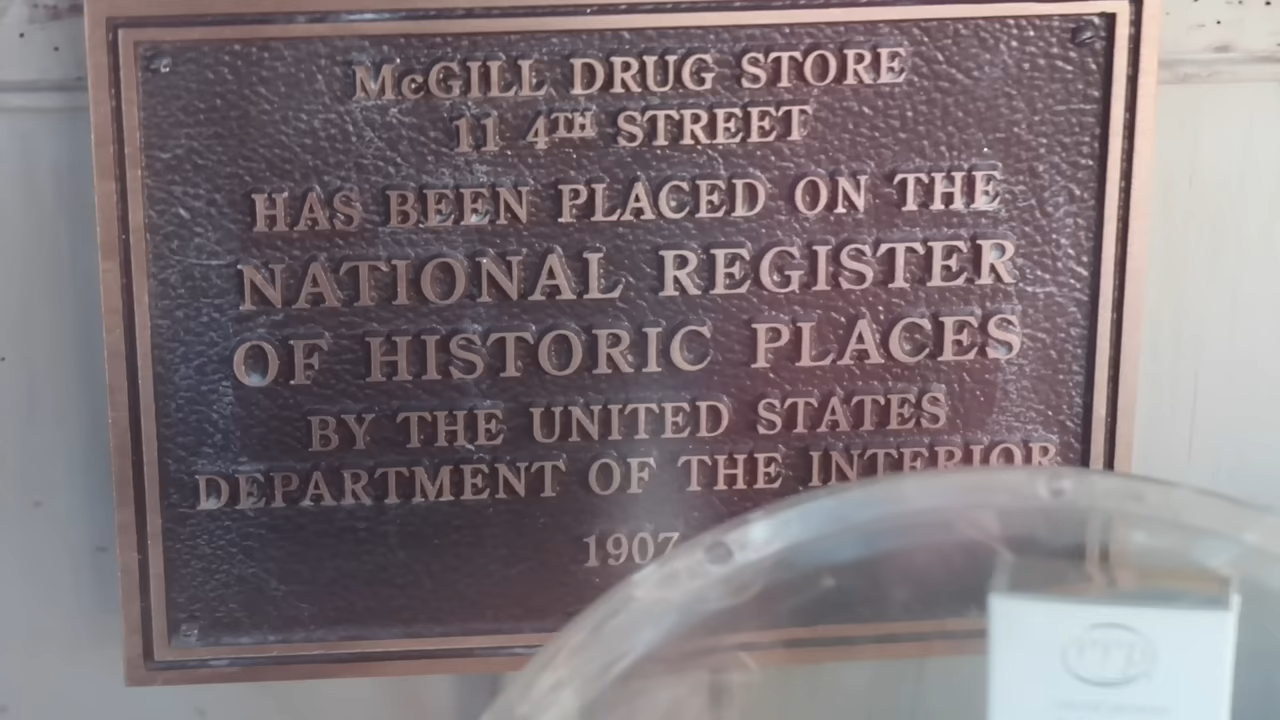 McGILL DRUG STORE
11 4TH STREET
HAS BEEN PLACED ON THE
NATIONAL REGISTER
OF HISTORIC PLACES
BY THE UNITED STATES
DEPARTMENT OF THE INTERIOR
1907